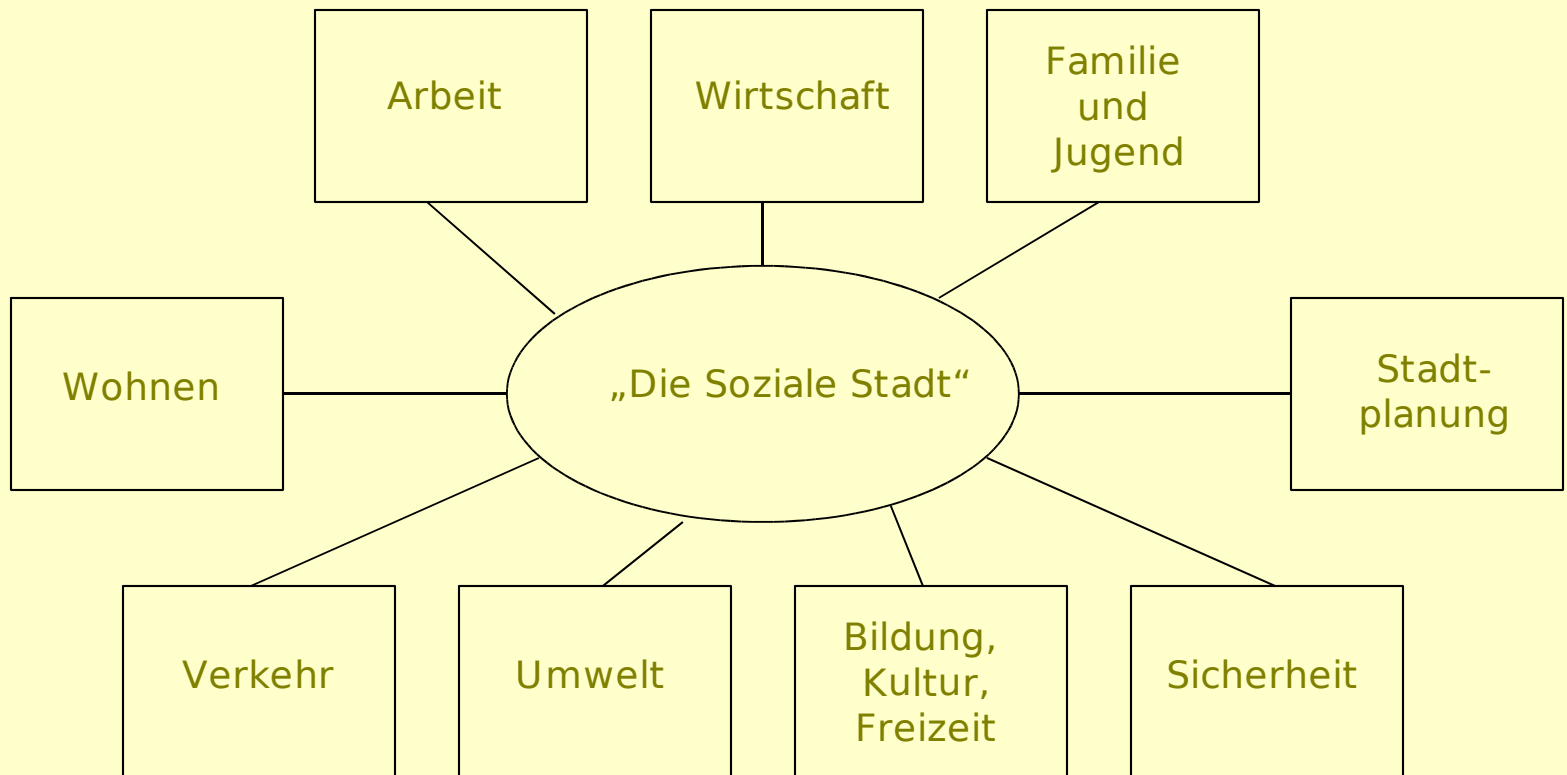 Arbeit
Wirtschaft
Familie
und
Jugend
Wohnen
„Die Soziale Stadt“
Stadt-
planung
Verkehr
Umwelt
Bildung,
Kultur,
Freizeit
Sicherheit